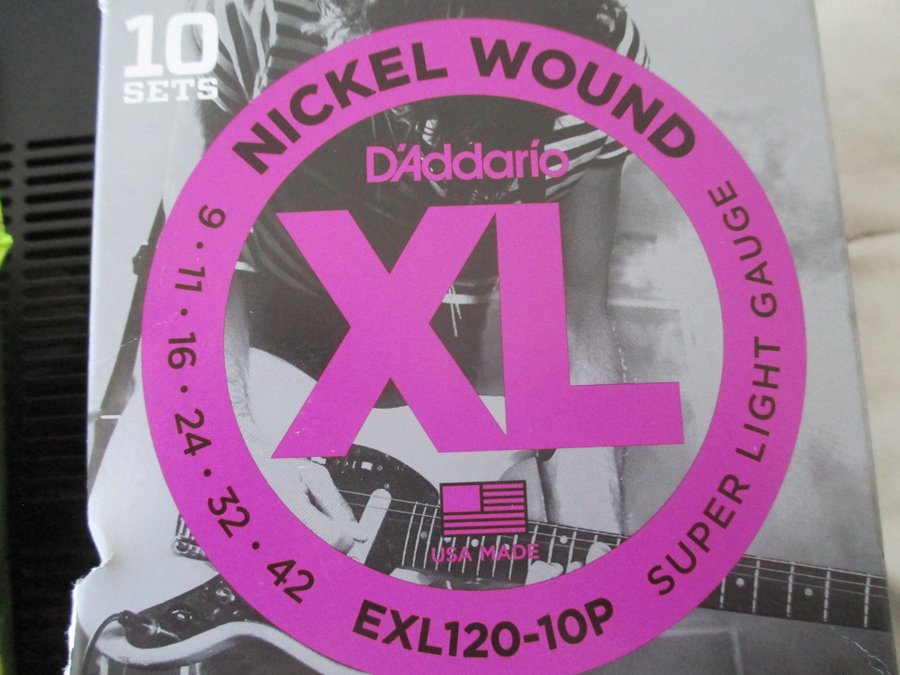 10
SETS
NICKEL WOUND
D'Addario
XL
9 • 11 • 16 • 24 • 32 • 42
SUPER LIGHT GAUGE
USA MADE
EXL120-10P